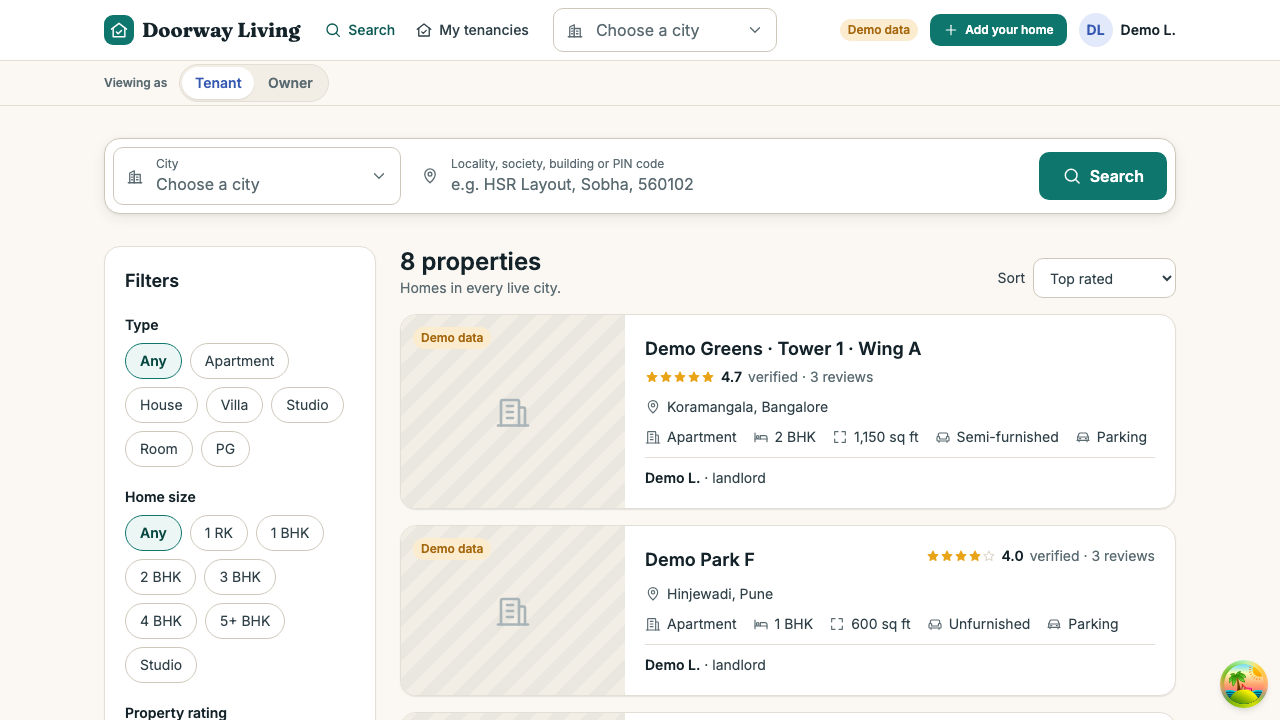 Doorway Living
Search
My tenancies
Choose a city
Demo data
Add your home
DL
Demo L.
Viewing as
Tenant
Owner
City
Choose a city
Locality, society, building or PIN code
e.g. HSR Layout, Sobha, 560102
Search
Filters
Type
Any
Apartment
House
Villa
Studio
Room
PG
Home size
Any
1 RK
1 BHK
2 BHK
3 BHK
4 BHK
5+ BHK
Studio
Property rating
8 properties
Homes in every live city.
Sort
Top rated
Demo data
Demo Greens · Tower 1 · Wing A
4.7 verified · 3 reviews
Koramangala, Bangalore
Apartment 2 BHK 1,150 sq ft Semi-furnished Parking
Demo L. · landlord
Demo data
Demo Park F
4.0 verified · 3 reviews
Hinjewadi, Pune
Apartment 1 BHK 600 sq ft Unfurnished Parking
Demo L. · landlord